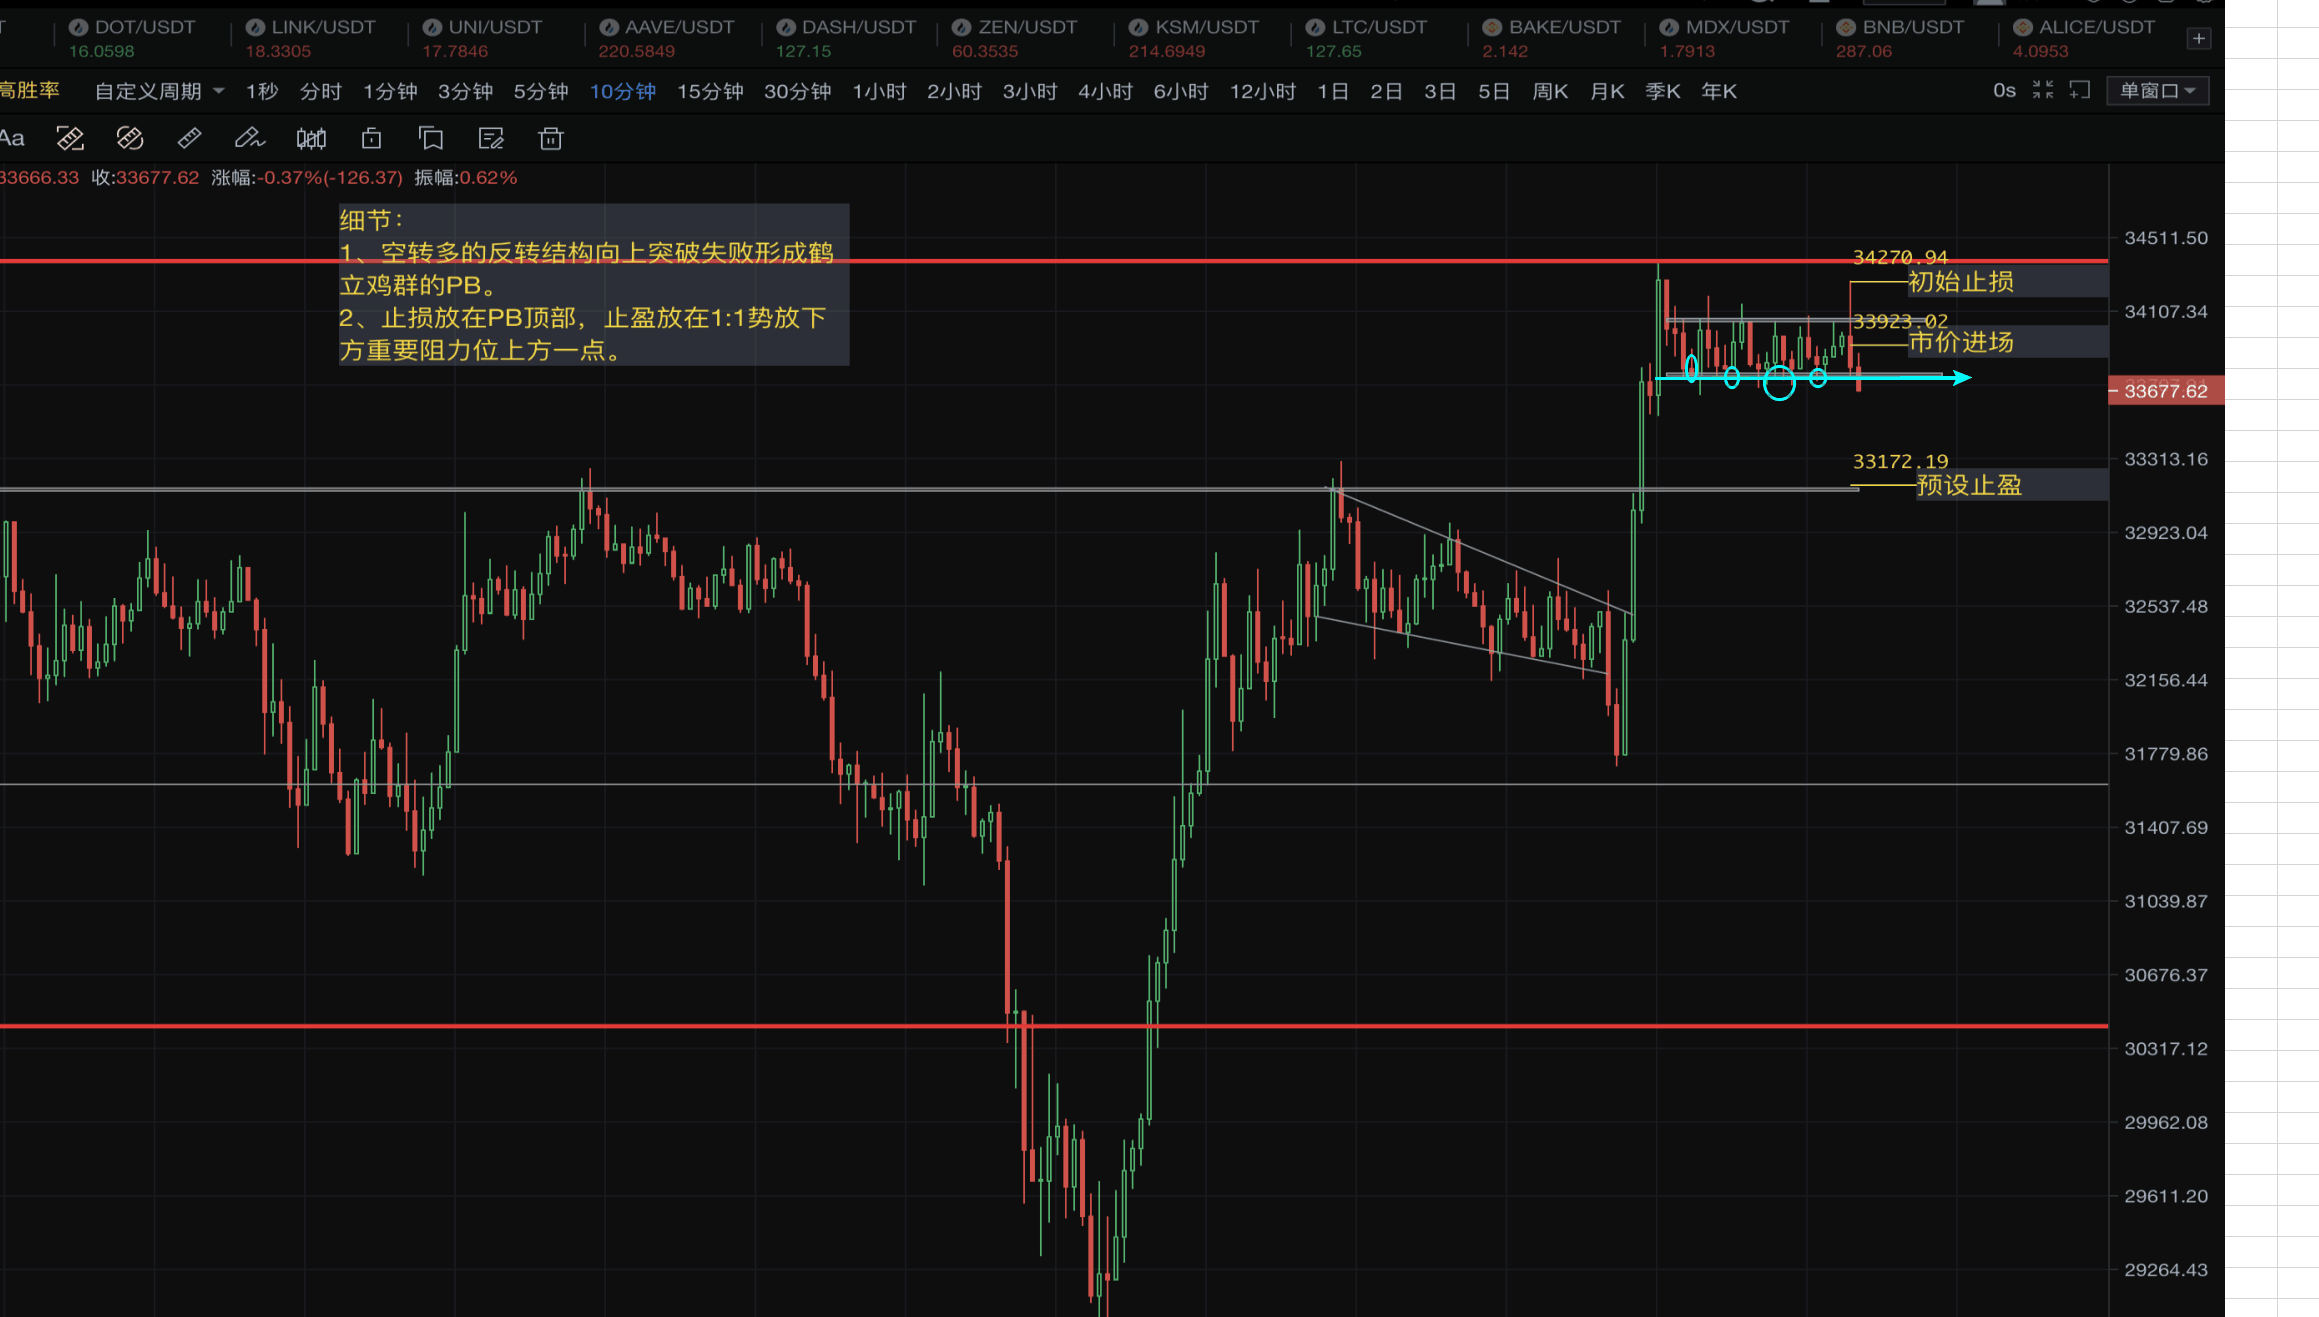 DOT/USDT LINK/USDT UNI/USDT AAVE/USDT DASH/USDT ZEN/USDT KSM/USDT LTC/USDT BAKE/USDT MDX/USDT BNB/USDT ALICE/USDT
16.0598 18.3305 17.7846 220.5849 127.15 60.3535 214.6949 127.65 2.142 1.7913 287.06 4.0953
高胜率 自定义周期 1秒 分时 1分钟 3分钟 5分钟 10分钟 15分钟 30分钟 1小时 2小时 3小时 4小时 6小时 12小时 1日 2日 3日 5日 周K 月K 季K 年K 0s 单窗口
Aa
33666.33 收:33677.62 涨幅:-0.37%(-126.37) 振幅:0.62%
细节：
1、空转多的反转结构向上突破失败形成鹤
立鸡群的PB。
2、止损放在PB顶部，止盈放在1:1势放下
方重要阻力位上方一点。
34511.50
34270.94
初始止损
34107.34
33923.02
市价进场
33677.62
33172.19
33313.16
预设止盈
32923.04
32537.48
32156.44
31779.86
31407.69
31039.87
30676.37
30317.12
29962.08
29611.20
29264.43